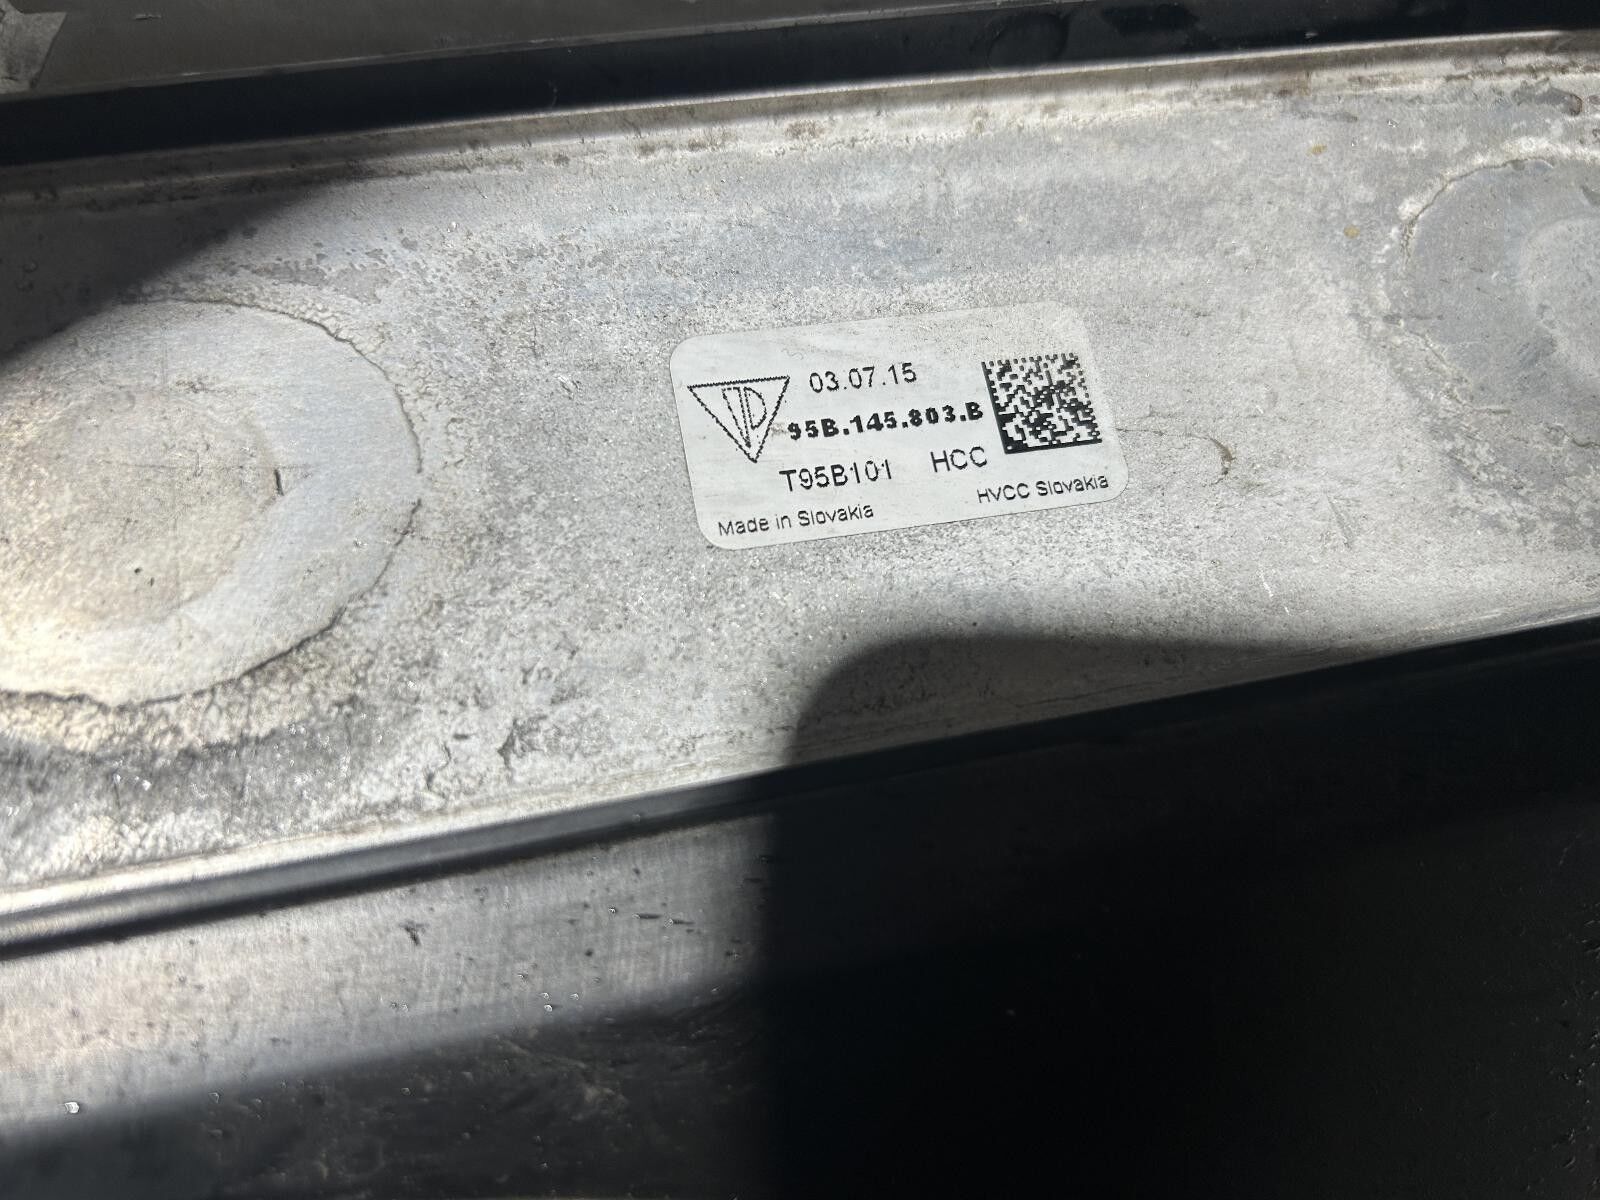 03.07.15
95B.145.803.B
T95B101 HCC
Made in Slovakia HVCC Slovakia